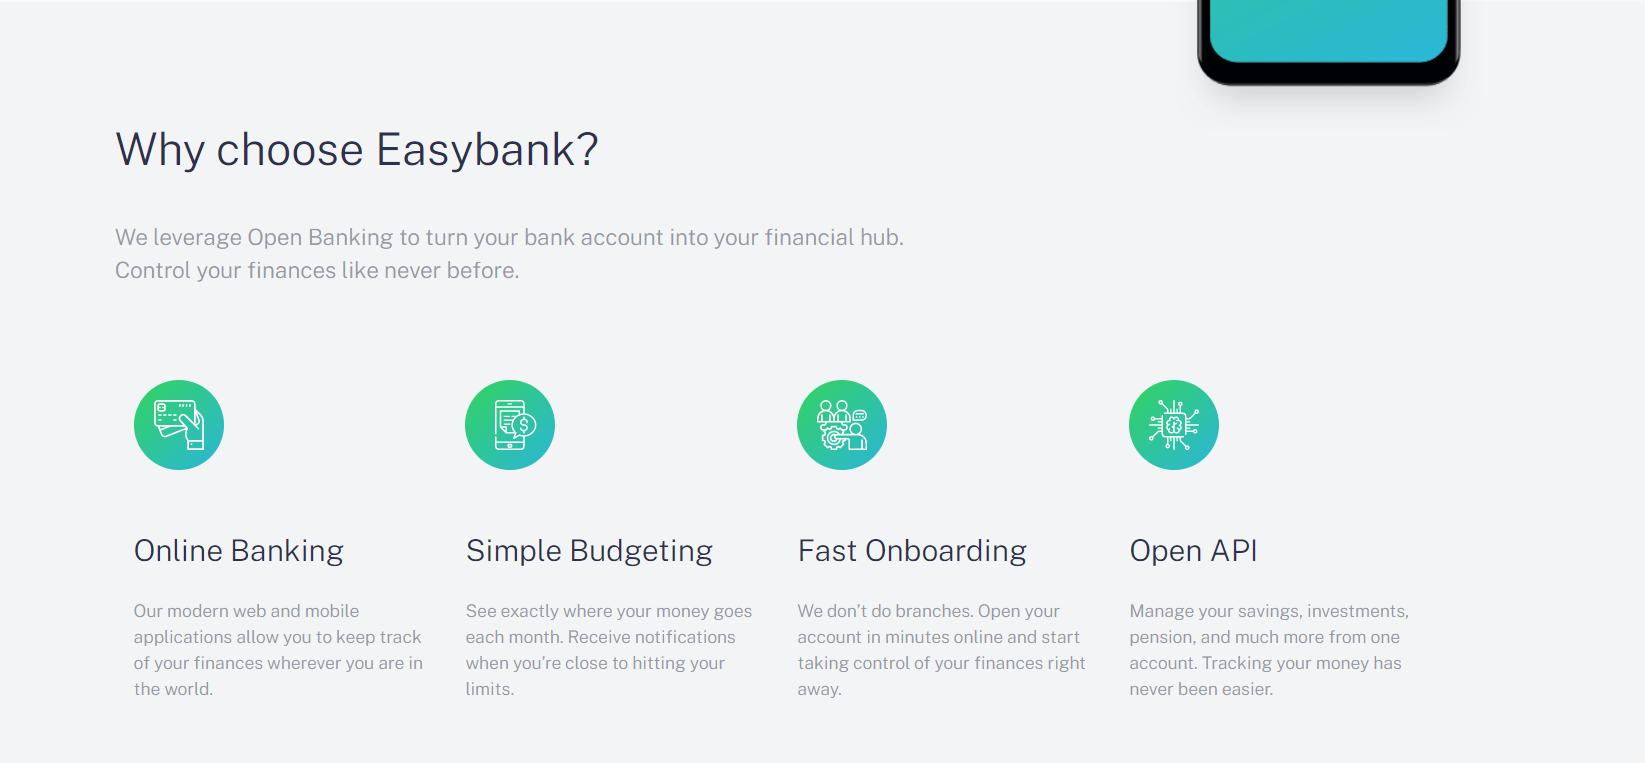 Why choose Easybank?
We leverage Open Banking to turn your bank account into your financial hub.
Control your finances like never before.
Online Banking
Our modern web and mobile
applications allow you to keep track
of your finances wherever you are in
the world.
Simple Budgeting
See exactly where your money goes
each month. Receive notifications
when you’re close to hitting your
limits.
Fast Onboarding
We don’t do branches. Open your
account in minutes online and start
taking control of your finances right
away.
Open API
Manage your savings, investments,
pension, and much more from one
account. Tracking your money has
never been easier.